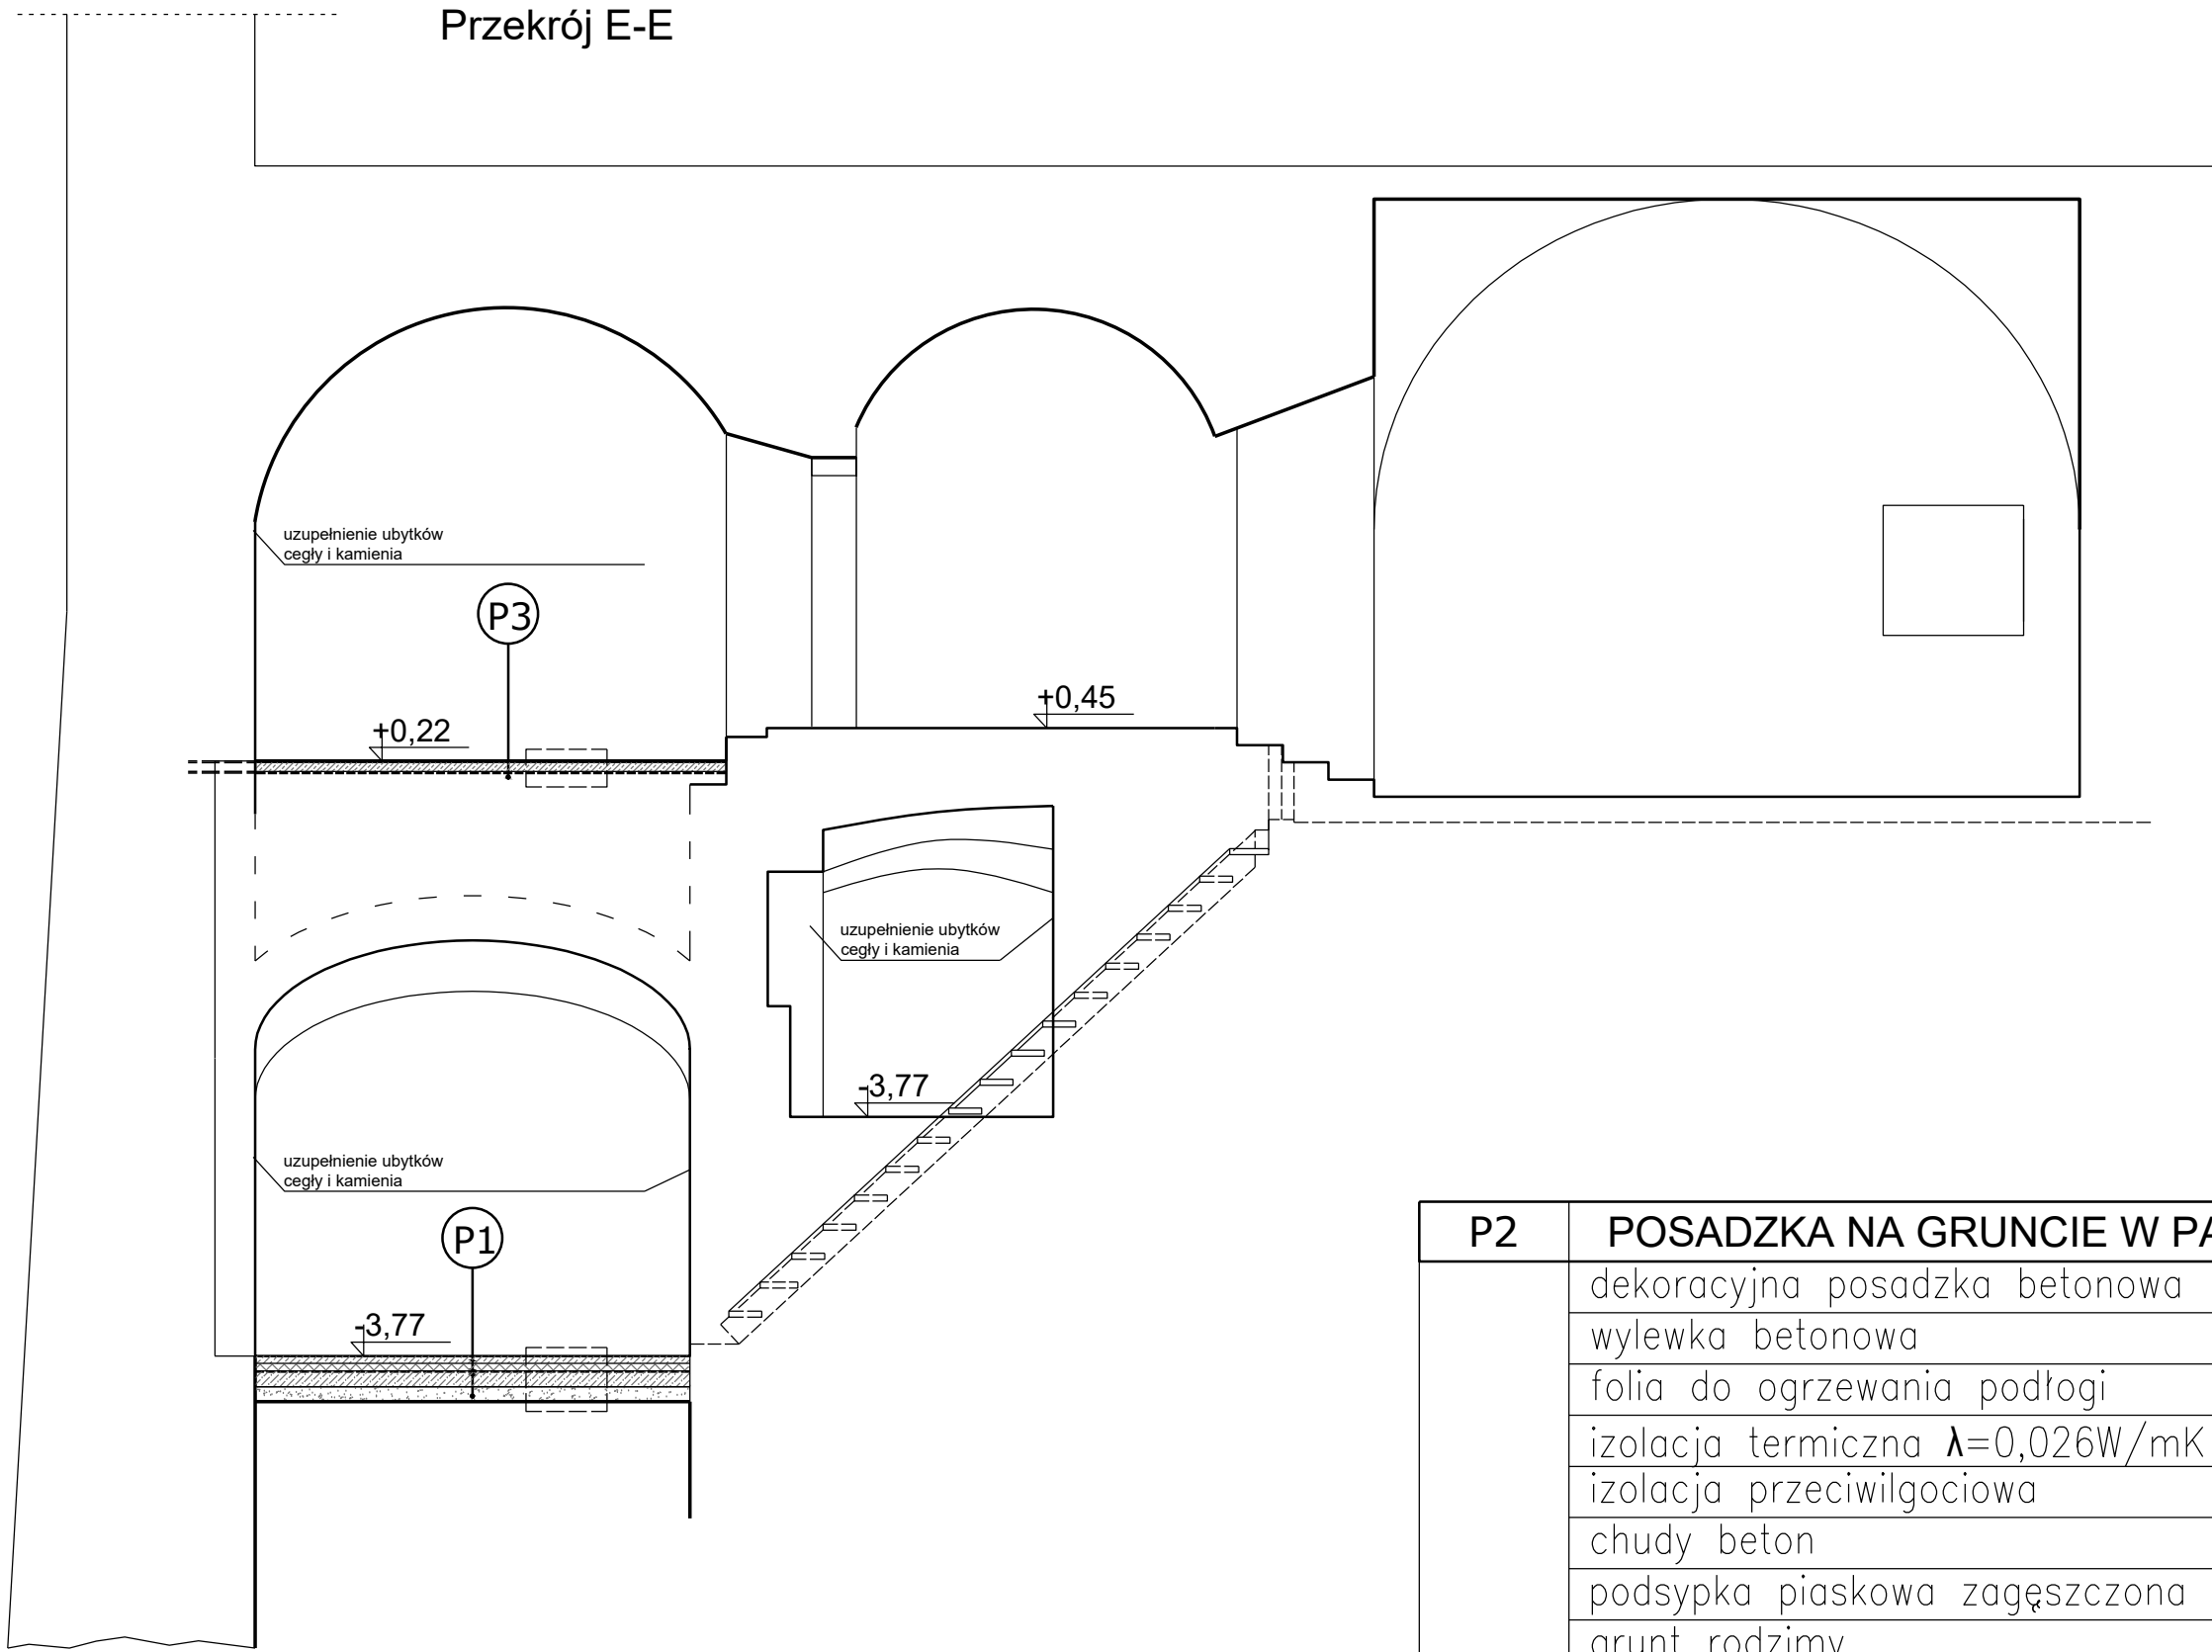 Przekrój E-E
uzupełnienie ubytków
cegły i kamienia
P3
+0,22
+0,45
uzupełnienie ubytków
cegły i kamienia
-3,77
uzupełnienie ubytków
cegły i kamienia
P1
-3,77
P2 POSADZKA NA GRUNCIE W PA
dekoracyjna posadzka betonowa
wylewka betonowa
folia do ogrzewania podłogi
izolacja termiczna λ=0,026W/mK
izolacja przeciwilgociowa
chudy beton
podsypka piaskowa zagęszczona
grunt rodzimy